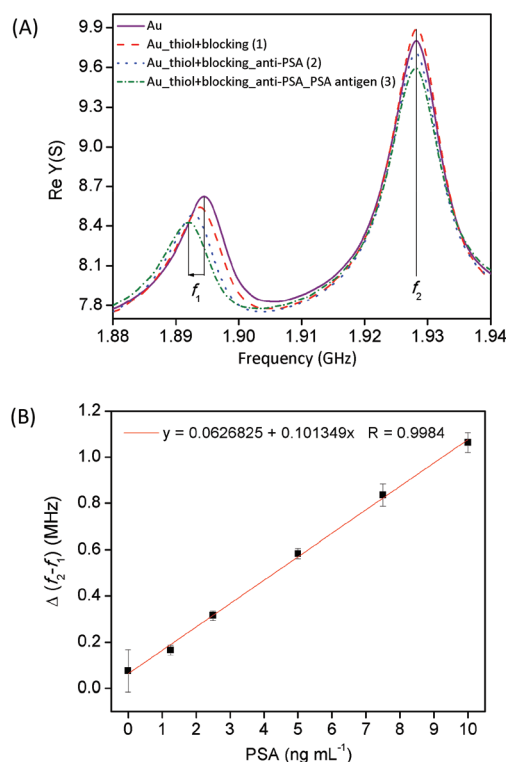 (A)
Au
Au_thiol+blocking (1)
Au_thiol+blocking_anti-PSA (2)
Au_thiol+blocking_anti-PSA_PSA antigen (3)
9.9
9.6
9.3
9.0
8.7
8.4
8.1
7.8
Re Y(S)
f1
f2
1.88 1.89 1.90 1.91 1.92 1.93 1.94
Frequency (GHz)
(B)
y = 0.0626825 + 0.101349x R = 0.9984
1.2
1.0
0.8
0.6
0.4
0.2
0.0
Δ (f2-f1) (MHz)
0 1 2 3 4 5 6 7 8 9 10
PSA (ng mL⁻¹)